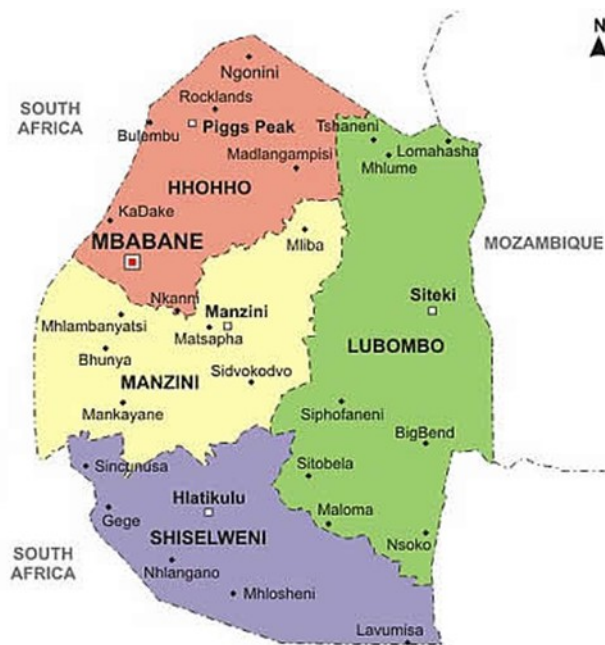 N
Ngonini
SOUTH
AFRICA
Rocklands
Bulembu
Piggs Peak
Tshaneni
Lomahasha
Mhlume
Madlangampisi
HHOHHO
KaDake
MBABANE
Mliba
MOZAMBIQUE
Siteki
Mhlambanyatsi
Manzini
Matsapha
LUBOMBO
Bhunya
MANZINI
Sidvokodvo
Mankayane
Siphofaneni
BigBend
Sincunusa
Sitobela
Hlatikulu
Gege
Maloma
SHISELWENI
Nsoko
SOUTH
AFRICA
Nhlangano
Mhlosheni
Lavumisa